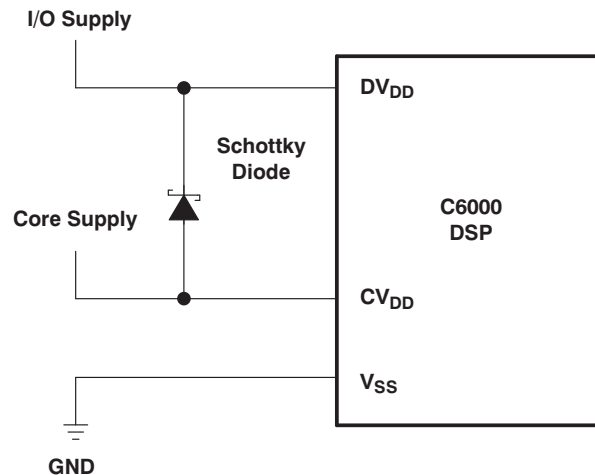 I/O Supply
DVDD
Schottky
Diode
C6000
DSP
Core Supply
CVDD
VSS
GND